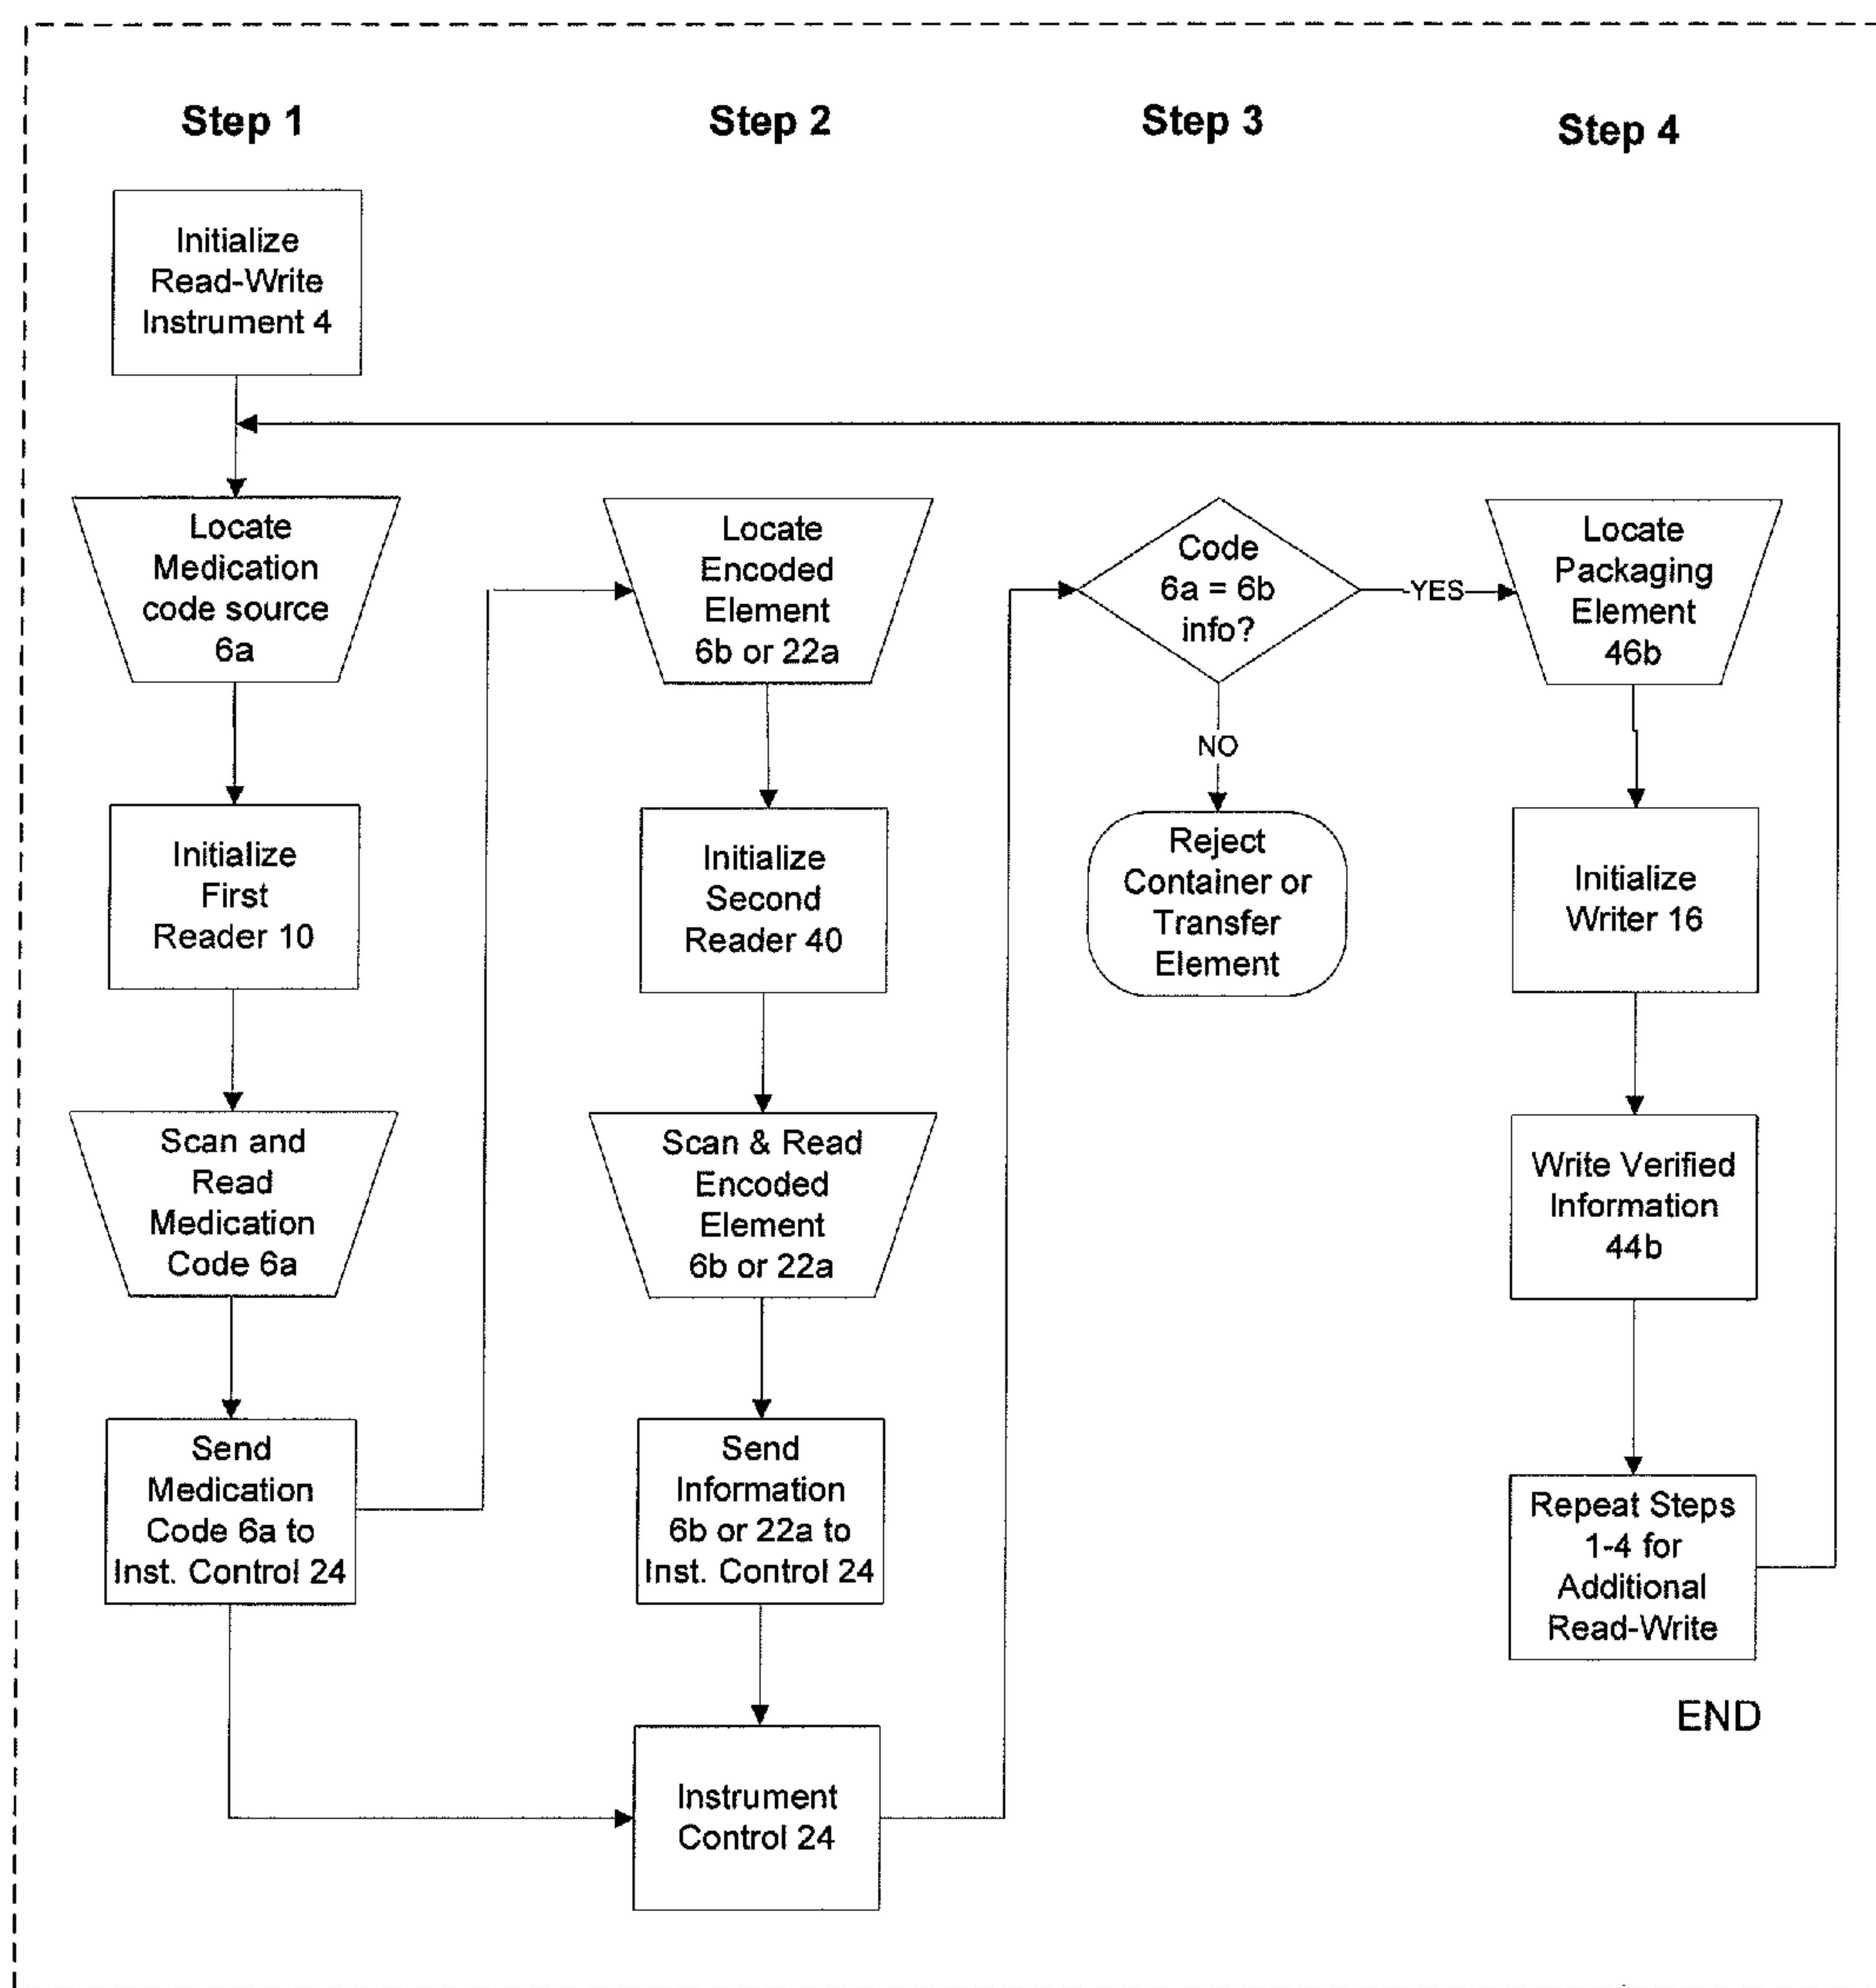 Step 1
Initialize
Read-Write
Instrument 4
Locate
Medication
code source
6a
Initialize
First
Reader 10
Scan and
Read
Medication
Code 6a
Send
Medication
Code 6a to
Inst. Control 24
Step 2
Locate
Encoded
Element
6b or 22a
Initialize
Second
Reader 40
Scan & Read
Encoded
Element
6b or 22a
Send
Information
6b or 22a to
Inst. Control 24
Instrument
Control 24
Step 3
Code
6a = 6b
info?
YES
NO
Reject
Container or
Transfer
Element
Step 4
Locate
Packaging
Element
46b
Initialize
Writer 16
Write Verified
Information
44b
Repeat Steps
1-4 for
Additional
Read-Write
END